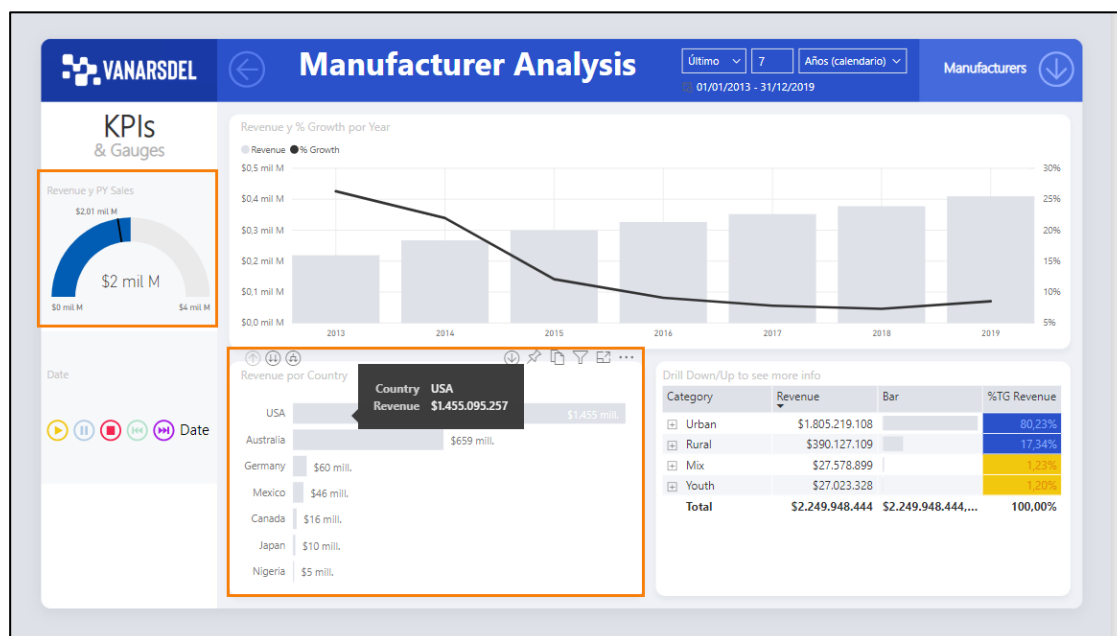 VANARSDEL
Manufacturer Analysis
Último
7
Años (calendario)
01/01/2013 - 31/12/2019
Manufacturers
KPIs
& Gauges
Revenue y PY Sales
$2,01 mil M
$2 mil M
$0 mil M
$4 mil M
Date
Date
Revenue y % Growth por Year
Revenue
% Growth
$0,5 mil M
$0,4 mil M
$0,3 mil M
$0,2 mil M
$0,1 mil M
$0,0 mil M
30%
25%
20%
15%
10%
5%
2013 2014 2015 2016 2017 2018 2019
Revenue por Country
Country USA
Revenue $1.455.095.257
USA $1.455 mill.
Australia $659 mill.
Germany $60 mill.
Mexico $46 mill.
Canada $16 mill.
Japan $10 mill.
Nigeria $5 mill.
Drill Down/Up to see more info
Category Revenue Bar %TG Revenue
Urban $1.805.219.108 80,23%
Rural $390.127.109 17,34%
Mix $27.578.899 1,23%
Youth $27.023.328 1,20%
Total $2.249.948.444 $2.249.948.444,... 100,00%